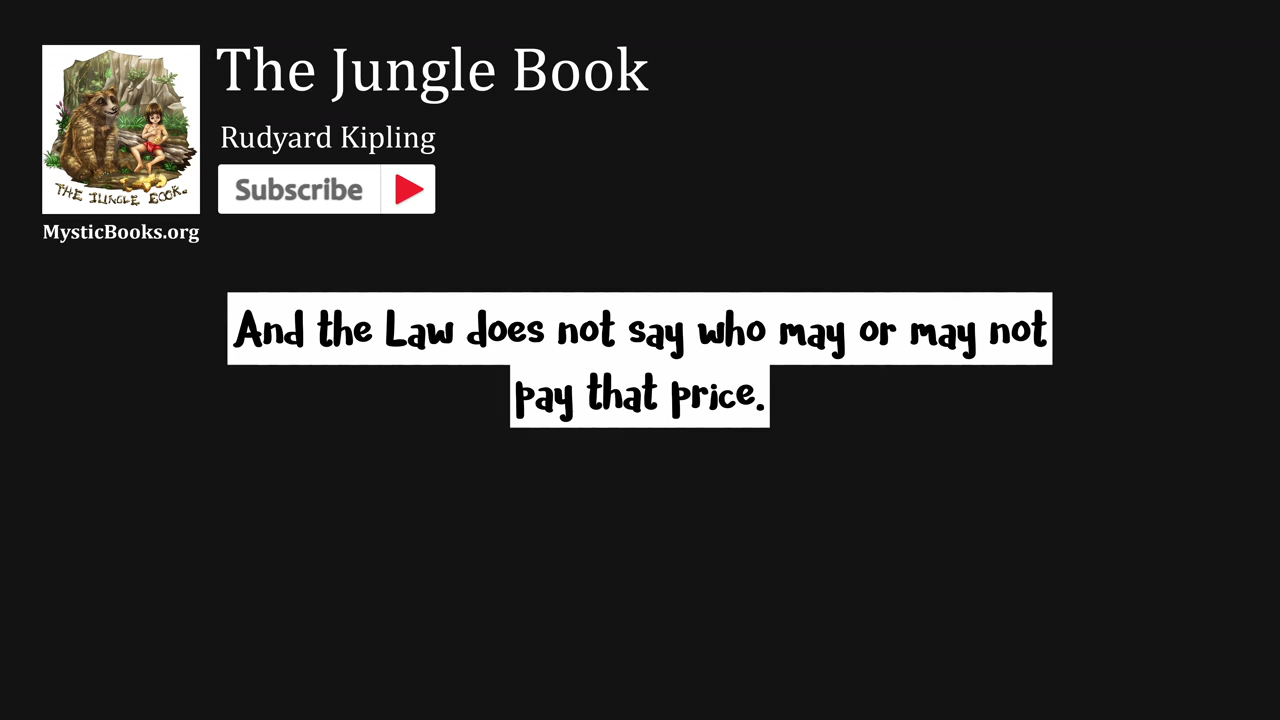 The Jungle Book
Rudyard Kipling
Subscribe
THE JUNGLE BOOK.
MysticBooks.org
And the Law does not say who may or may not
pay that price.